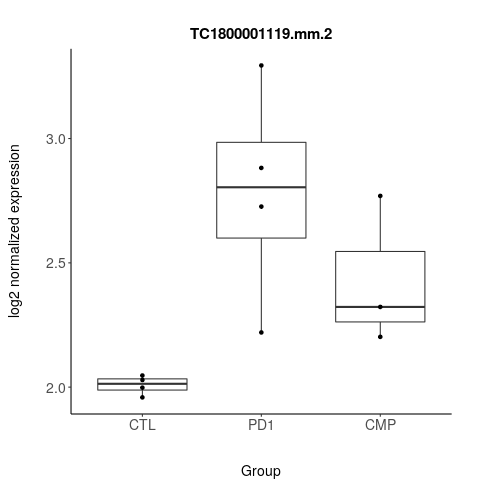 TC1800001119.mm.2
log2 normalized expression
3.0
2.5
2.0
CTL PD1 CMP
Group